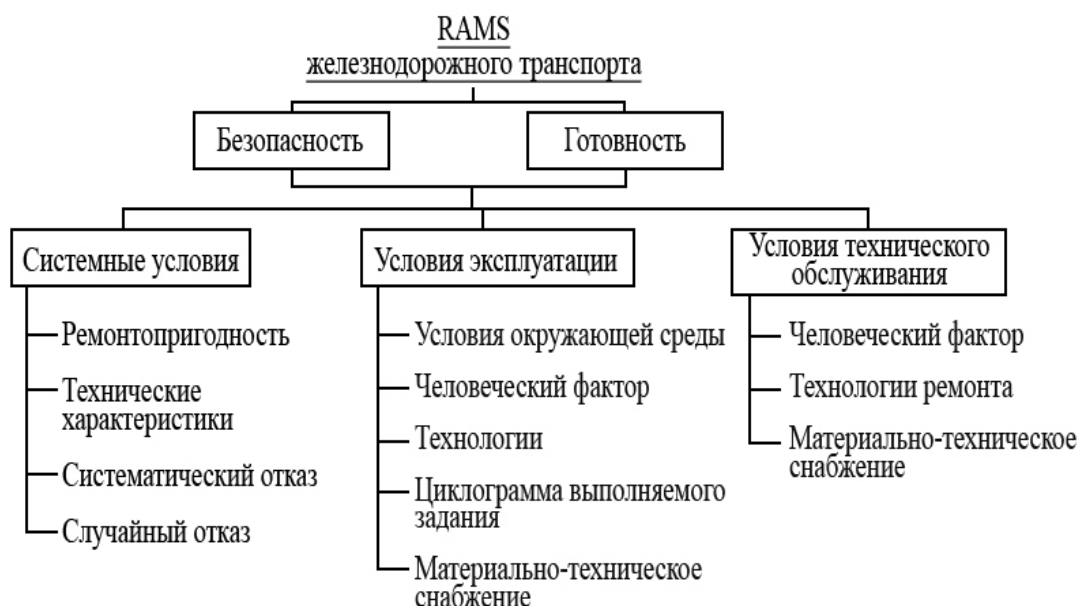 RAMS
железнодорожного транспорта
Безопасность
Готовность
Системные условия
Условия эксплуатации
Условия технического
обслуживания
Ремонтопригодность
Технические
характеристики
Систематический отказ
Случайный отказ
Условия окружающей среды
Человеческий фактор
Технологии
Циклограмма выполняемого
задания
Материально-техническое
снабжение
Человеческий фактор
Технологии ремонта
Материально-техническое
снабжение